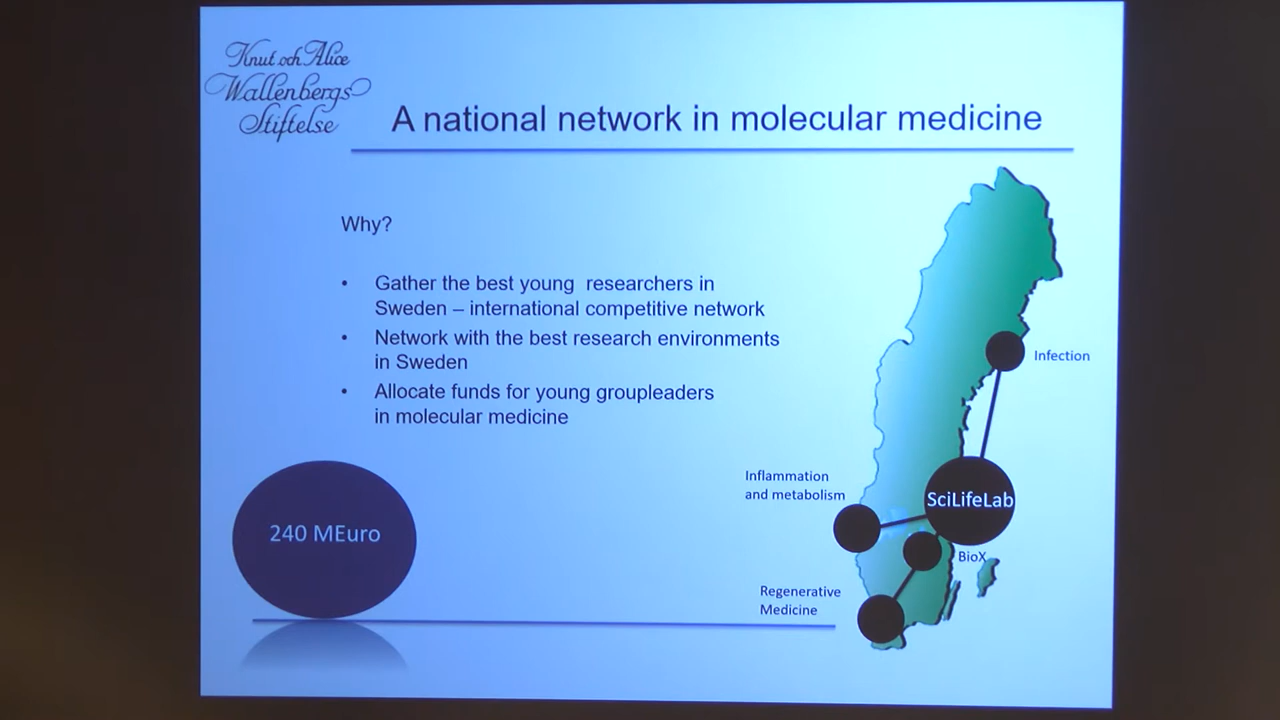 Knut och Alice
Wallenbergs
Stiftelse
A national network in molecular medicine
Why?
• Gather the best young researchers in
Sweden – international competitive network
• Network with the best research environments
in Sweden
• Allocate funds for young groupleaders
in molecular medicine
240 MEuro
Infection
Inflammation
and metabolism
SciLifeLab
BioX
Regenerative
Medicine